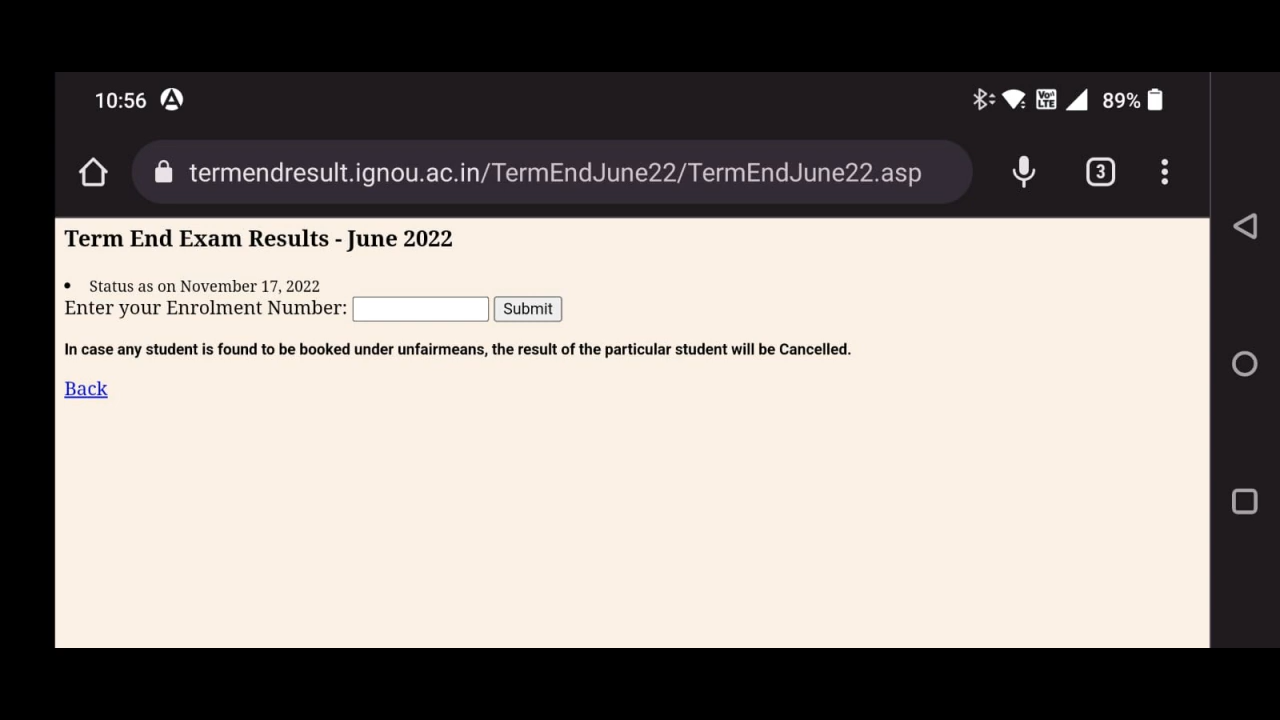 10:56 89%
termendresult.ignou.ac.in/TermEndJune22/TermEndJune22.asp 3
Term End Exam Results - June 2022
• Status as on November 17, 2022
Enter your Enrolment Number: Submit
In case any student is found to be booked under unfairmeans, the result of the particular student will be Cancelled.
Back